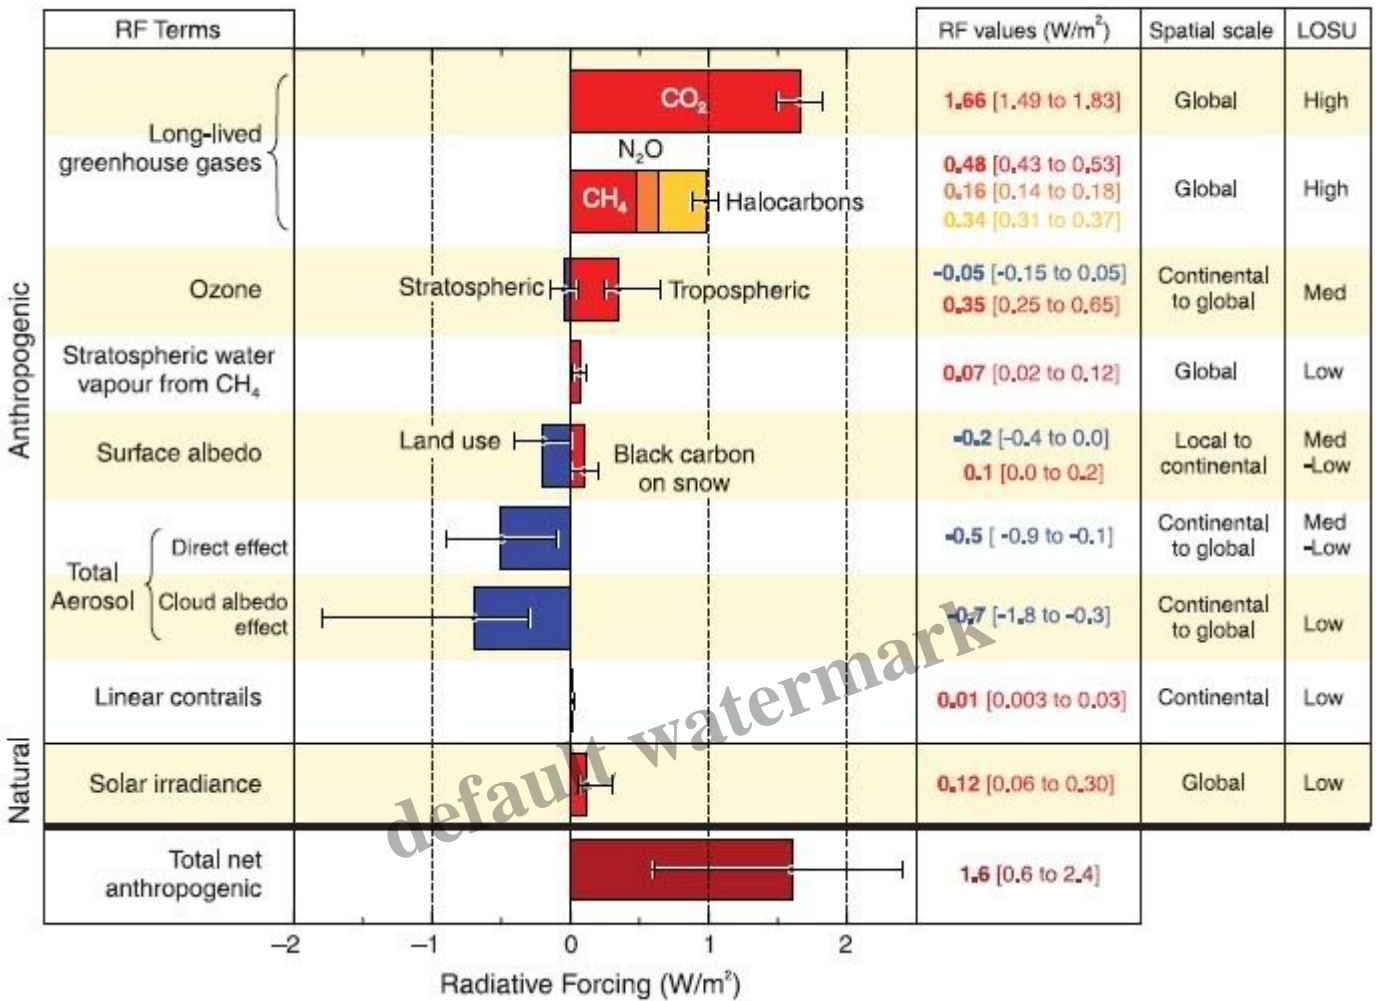 RF Terms
RF values (W/m²)
Spatial scale
LOSU
Anthropogenic
Long-lived
greenhouse gases
CO₂
1.66 [1.49 to 1.83]
Global
High
N₂O
CH₄
Halocarbons
0.48 [0.43 to 0.53]
0.16 [0.14 to 0.18]
0.34 [0.31 to 0.37]
Global
High
Ozone
Stratospheric
Tropospheric
-0.05 [-0.15 to 0.05]
0.35 [0.25 to 0.65]
Continental
to global
Med
Stratospheric water
vapour from CH₄
0.07 [0.02 to 0.12]
Global
Low
Surface albedo
Land use
Black carbon
on snow
-0.2 [-0.4 to 0.0]
0.1 [0.0 to 0.2]
Local to
continental
Med
-Low
Total
Aerosol
Direct effect
-0.5 [ -0.9 to -0.1]
Continental
to global
Med
-Low
Cloud albedo
effect
-0.7 [-1.8 to -0.3]
Continental
to global
Low
Linear contrails
0.01 [0.003 to 0.03]
Continental
Low
Natural
Solar irradiance
0.12 [0.06 to 0.30]
Global
Low
Total net
anthropogenic
1.6 [0.6 to 2.4]
−2 −1 0 1 2
Radiative Forcing (W/m²)
default watermark